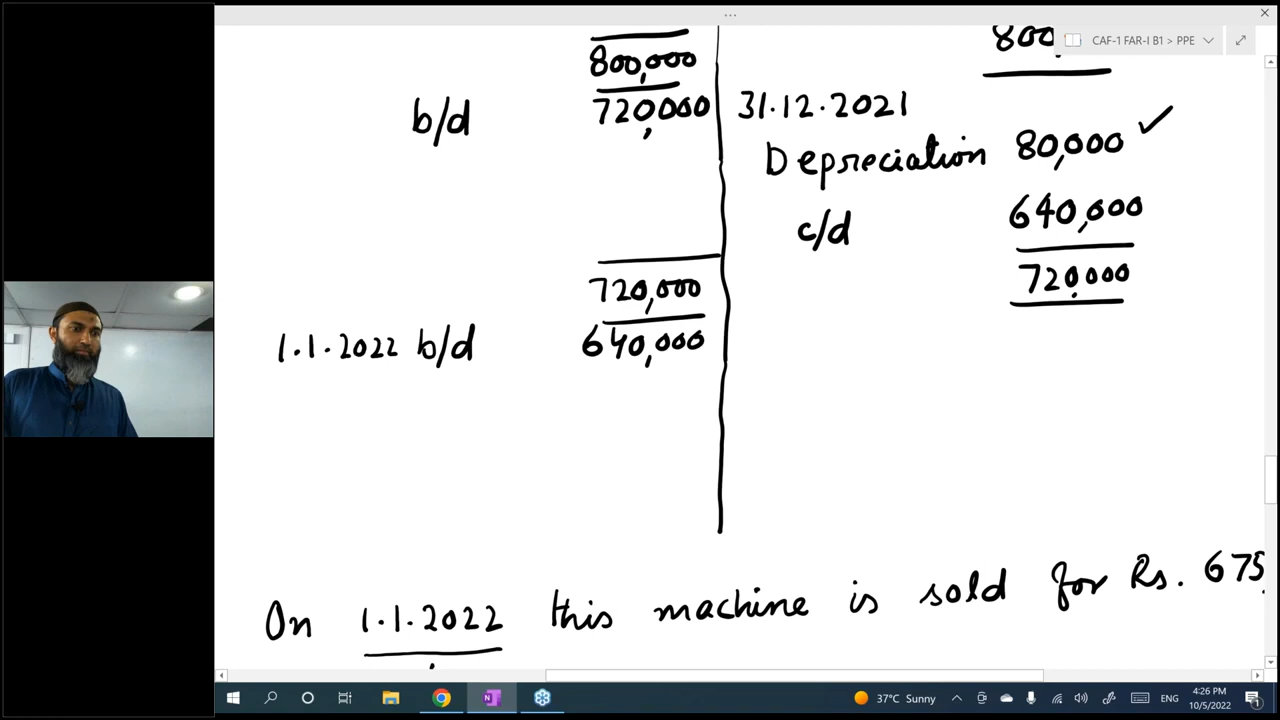 CAF-1 FAR-I B1 > PPE
800,000
b/d 720,000
31.12.2021
Depreciation 80,000
c/d 640,000
720,000 720,000
1.1.2022 b/d 640,000
On 1.1.2022 this machine is sold for Rs. 675
37°C Sunny
ENG
4:26 PM
10/5/2022